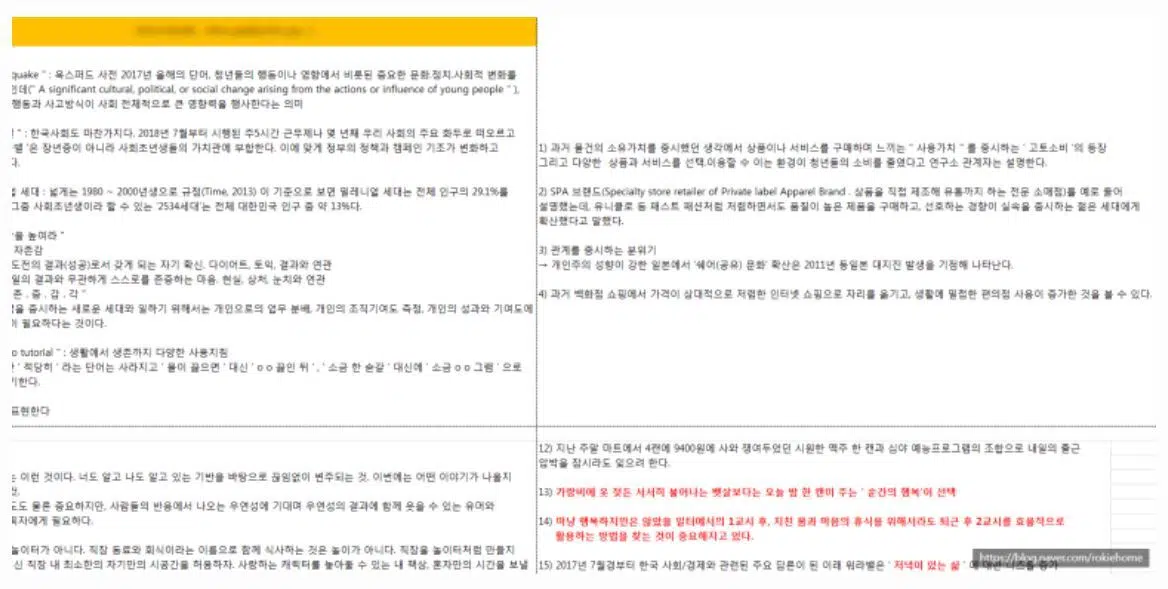 quake " : 옥스퍼드 사전 2017년 올해의 단어, 청년들의 행동이나 영향에서 비롯된 중요한 문화.정치.사회적 변화를
인데(" A significant cultural, political, or social change arising from the actions or influence of young people " ),
행동과 사고방식이 사회 전체적으로 큰 영향력을 행사한다는 의미
" : 한국사회도 마찬가지다. 2018년 7월부터 시행된 주5시간 근무제나 몇 년째 우리 사회의 주요 화두로 떠오르고
밸 '은 장년층이 아니라 사회초년생들의 가치관에 부합한다. 이에 맞게 정부의 정책과 캠페인 기조가 변화하고
다.
얼 세대 : 넓게는 1980 ~ 2000년생으로 규정(Time, 2013) 이 기준으로 보면 밀레니얼 세대는 전체 인구의 29.1%를
그중 사회초년생이라 할 수 있는 '2534세대'는 전체 대한민국 인구 중 약 13%다.
을 높여라 "
자존감
도전의 결과(성공)로서 갖게 되는 자기 확신. 다이어트, 토익, 결과와 연관
일의 결과와 무관하게 스스로를 존중하는 마음. 현실, 상처, 눈치와 연관
존 . 중 . 감 . 각 "
을 중시하는 새로운 세대와 일하기 위해서는 개인으로의 업무 분배, 개인의 조직기여도 측정, 개인의 성과와 기여도에
이 필요하다는 것이다.
o tutorial " : 생활에서 생존까지 다양한 사용지침
' 적당히 ' 라는 단어는 사라지고 ' 물이 끓으면 ' 대신 ' o o 끓인 뒤 ' , ' 소금 한 숟갈 ' 대신에 ' 소금 o o 그램 ' 으로
기한다.
표현한다
1) 과거 물건의 소유가치를 중시했던 생각에서 상품이나 서비스를 구매하며 느끼는 " 사용가치 " 를 중시하는 ' 고토소비 '의 등장
그리고 다양한 상품과 서비스를 선택.이용할 수 이는 환경이 청년들의 소비를 줄였다고 연구소 관계자는 설명한다.
2) SPA 브랜드(Specialty store retailer of Private label Apparel Brand . 상품을 직접 제조해 유통까지 하는 전문 소매점)를 예로 들어
설명했는데, 유니클로 등 패스트 패션처럼 저렴하면서도 품질이 높은 제품을 구매하고, 선호하는 경향이 실속을 중시하는 젊은 세대에게
확산했다고 말했다.
3) 관계를 중시하는 분위기
→ 개인주의 성향이 강한 일본에서 '쉐어(공유) 문화' 확산은 2011년 동일본 대지진 발생을 기점해 나타난다.
4) 과거 백화점 쇼핑에서 가격이 상대적으로 저렴한 인터넷 쇼핑으로 자리를 옮기고, 생활에 밀접한 편의점 사용이 증가한 것을 볼 수 있다.
는 이런 것이다. 너도 알고 나도 알고 있는 기반을 바탕으로 끊임없이 변주되는 것. 이번에는 어떤 이야기가 나올지
도도 물론 중요하지만, 사람들의 반응에서 나오는 우연성에 기대며 우연성의 결과에 함께 웃을 수 있는 유머와
획자에게 필요하다.
놀이터가 아니다. 직장 동료와 회식이라는 이름으로 함께 식사하는 것은 놀이가 아니다. 직장을 놀이터처럼 만들지
신 직장 내 최소한의 자기만의 시공간을 허용하자. 사랑하는 캐릭터를 놓아둘 수 있는 내 책상, 혼자만의 시간을 보낼
12) 지난 주말 마트에서 4캔에 9400원에 사와 쟁여두었던 시원한 맥주 한 캔과 심야 예능프로그램의 조합으로 내일의 출근
압박을 잠시라도 잊으려 한다.
13) 가랑비에 옷 젖든 서서히 불어나는 뱃살보다는 오늘 밤 한 캔이 주는 ' 순간의 행복'이 선택
14) 마냥 행복하지만은 않았을 일터에서의 1교시 후, 지친 몸과 마음의 휴식을 위해서라도 퇴근 후 2교시를 효율적으로
활용하는 방법을 찾는 것이 중요해지고 있다.
15) 2017년 7월경부터 한국 사회/경제와 관련된 주요 담론이 된 이래 워라밸은 ' 저녁이 있는 삶 ' 에 대한 니즈를 증가
https://blog.naver.com/rokiehome